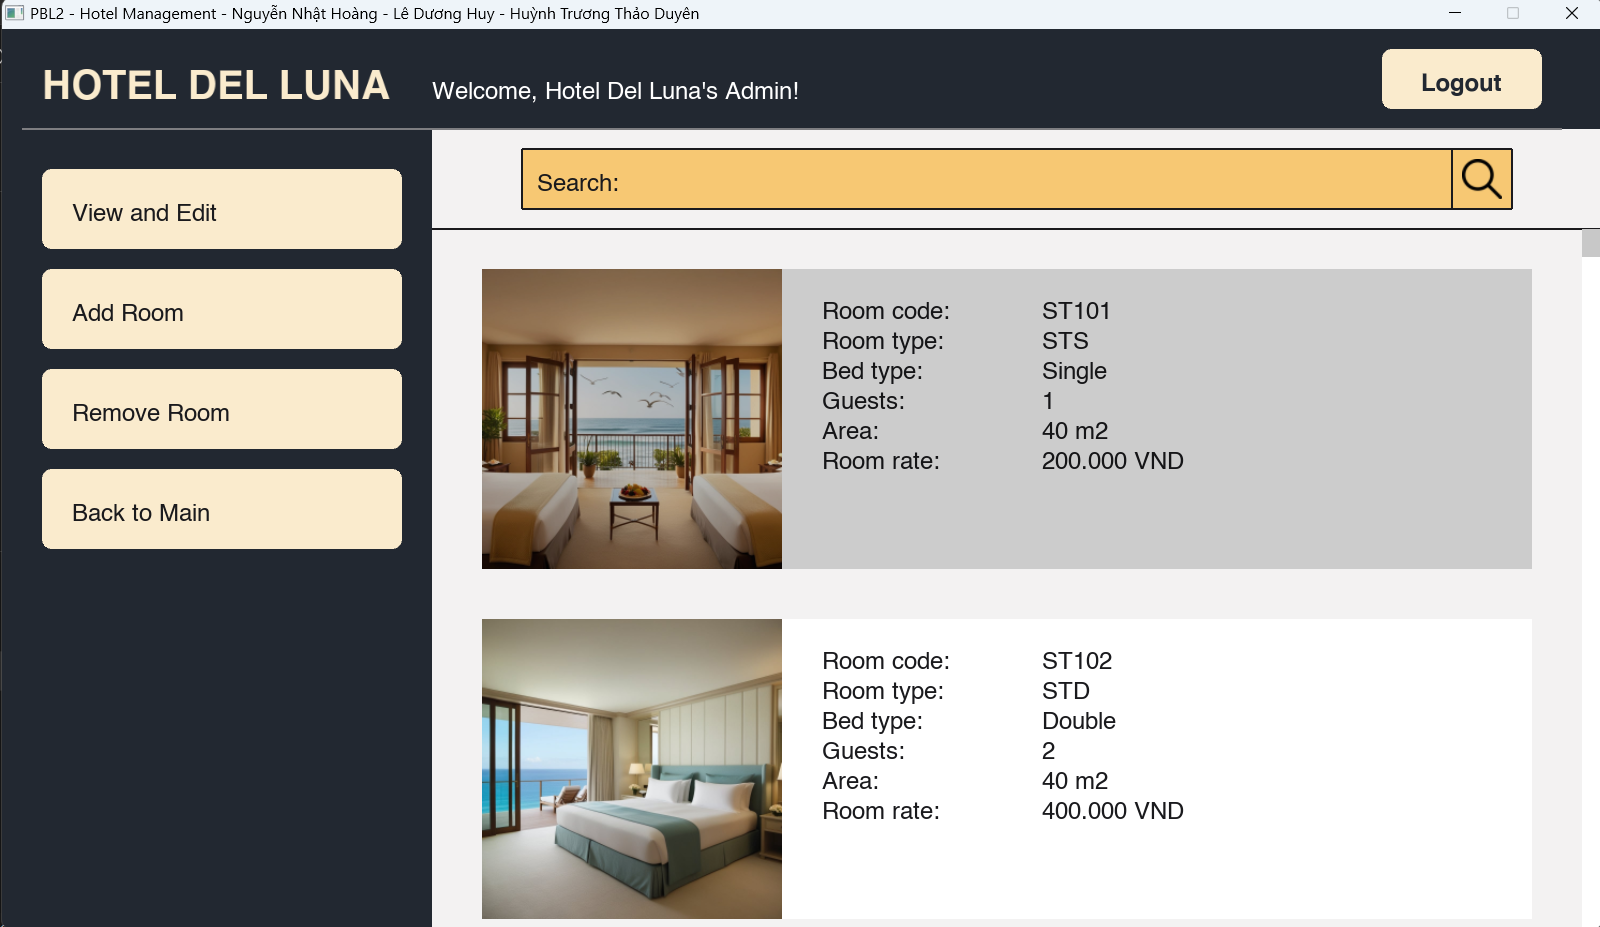 PBL2 - Hotel Management - Nguyễn Nhật Hoàng - Lê Dương Huy - Huỳnh Trương Thảo Duyên
HOTEL DEL LUNA
Welcome, Hotel Del Luna's Admin!
Logout
View and Edit
Add Room
Remove Room
Back to Main
Search:
Room code: ST101
Room type: STS
Bed type: Single
Guests: 1
Area: 40 m2
Room rate: 200.000 VND
Room code: ST102
Room type: STD
Bed type: Double
Guests: 2
Area: 40 m2
Room rate: 400.000 VND